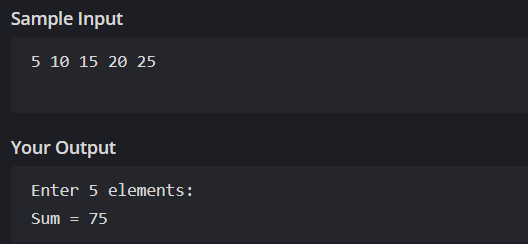 Sample Input
5 10 15 20 25
Your Output
Enter 5 elements:
Sum = 75